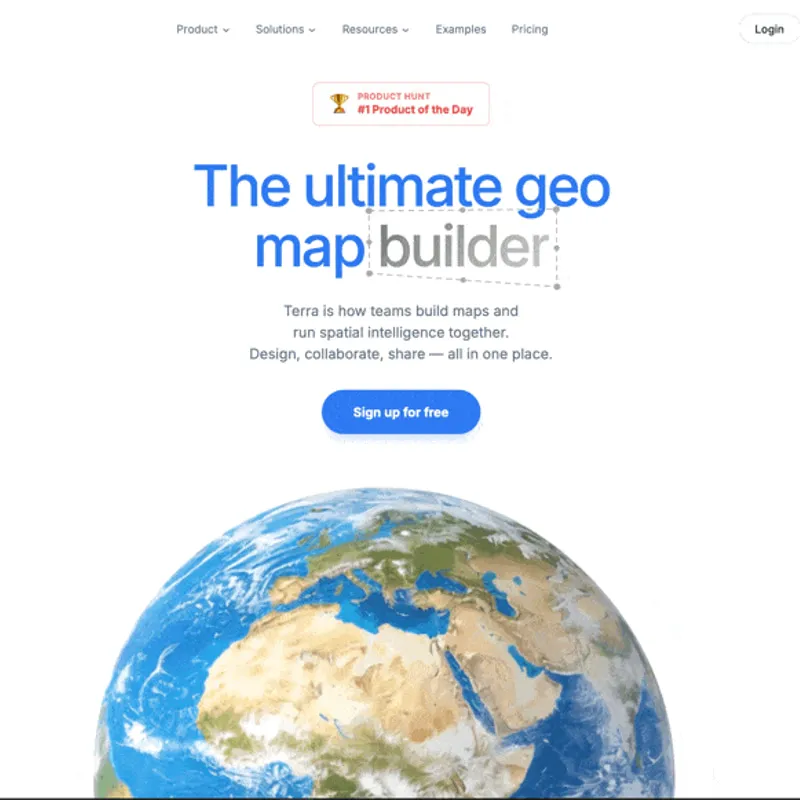 Product
Solutions
Resources
Examples
Pricing
Login
PRODUCT HUNT
#1 Product of the Day
The ultimate geo
map builder
Terra is how teams build maps and
run spatial intelligence together.
Design, collaborate, share — all in one place.
Sign up for free